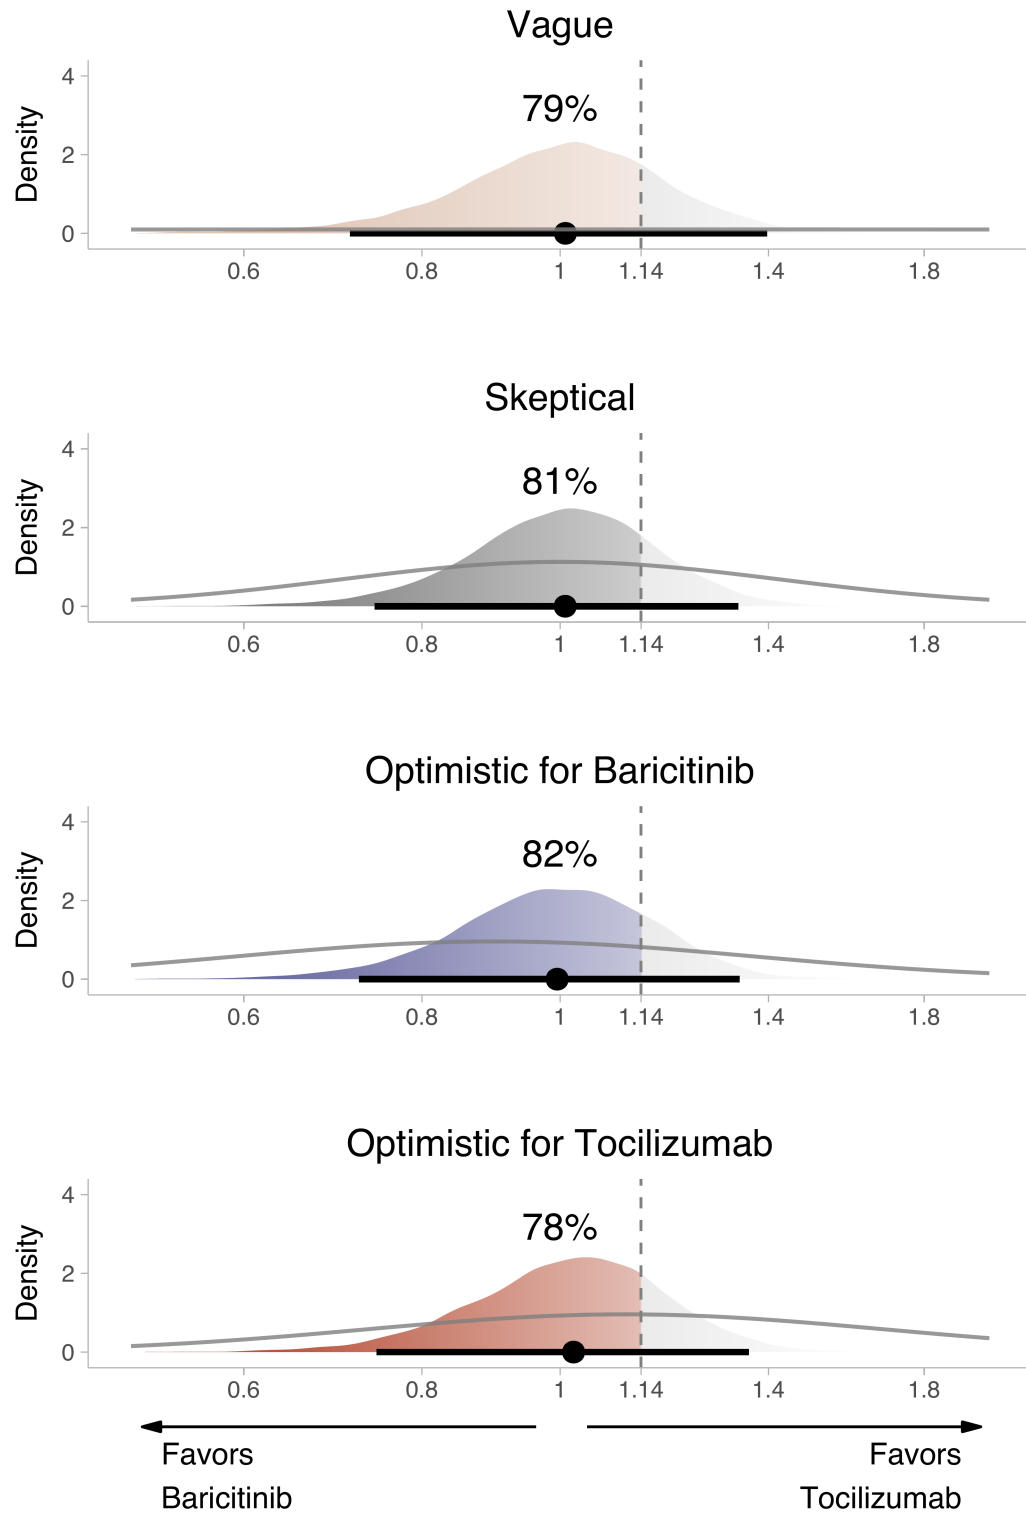 Vague
79%
Density
4
2
0
0.6 0.8 1 1.14 1.4 1.8
Skeptical
81%
Density
4
2
0
0.6 0.8 1 1.14 1.4 1.8
Optimistic for Baricitinib
82%
Density
4
2
0
0.6 0.8 1 1.14 1.4 1.8
Optimistic for Tocilizumab
78%
Density
4
2
0
0.6 0.8 1 1.14 1.4 1.8
Favors Favors
Baricitinib Tocilizumab